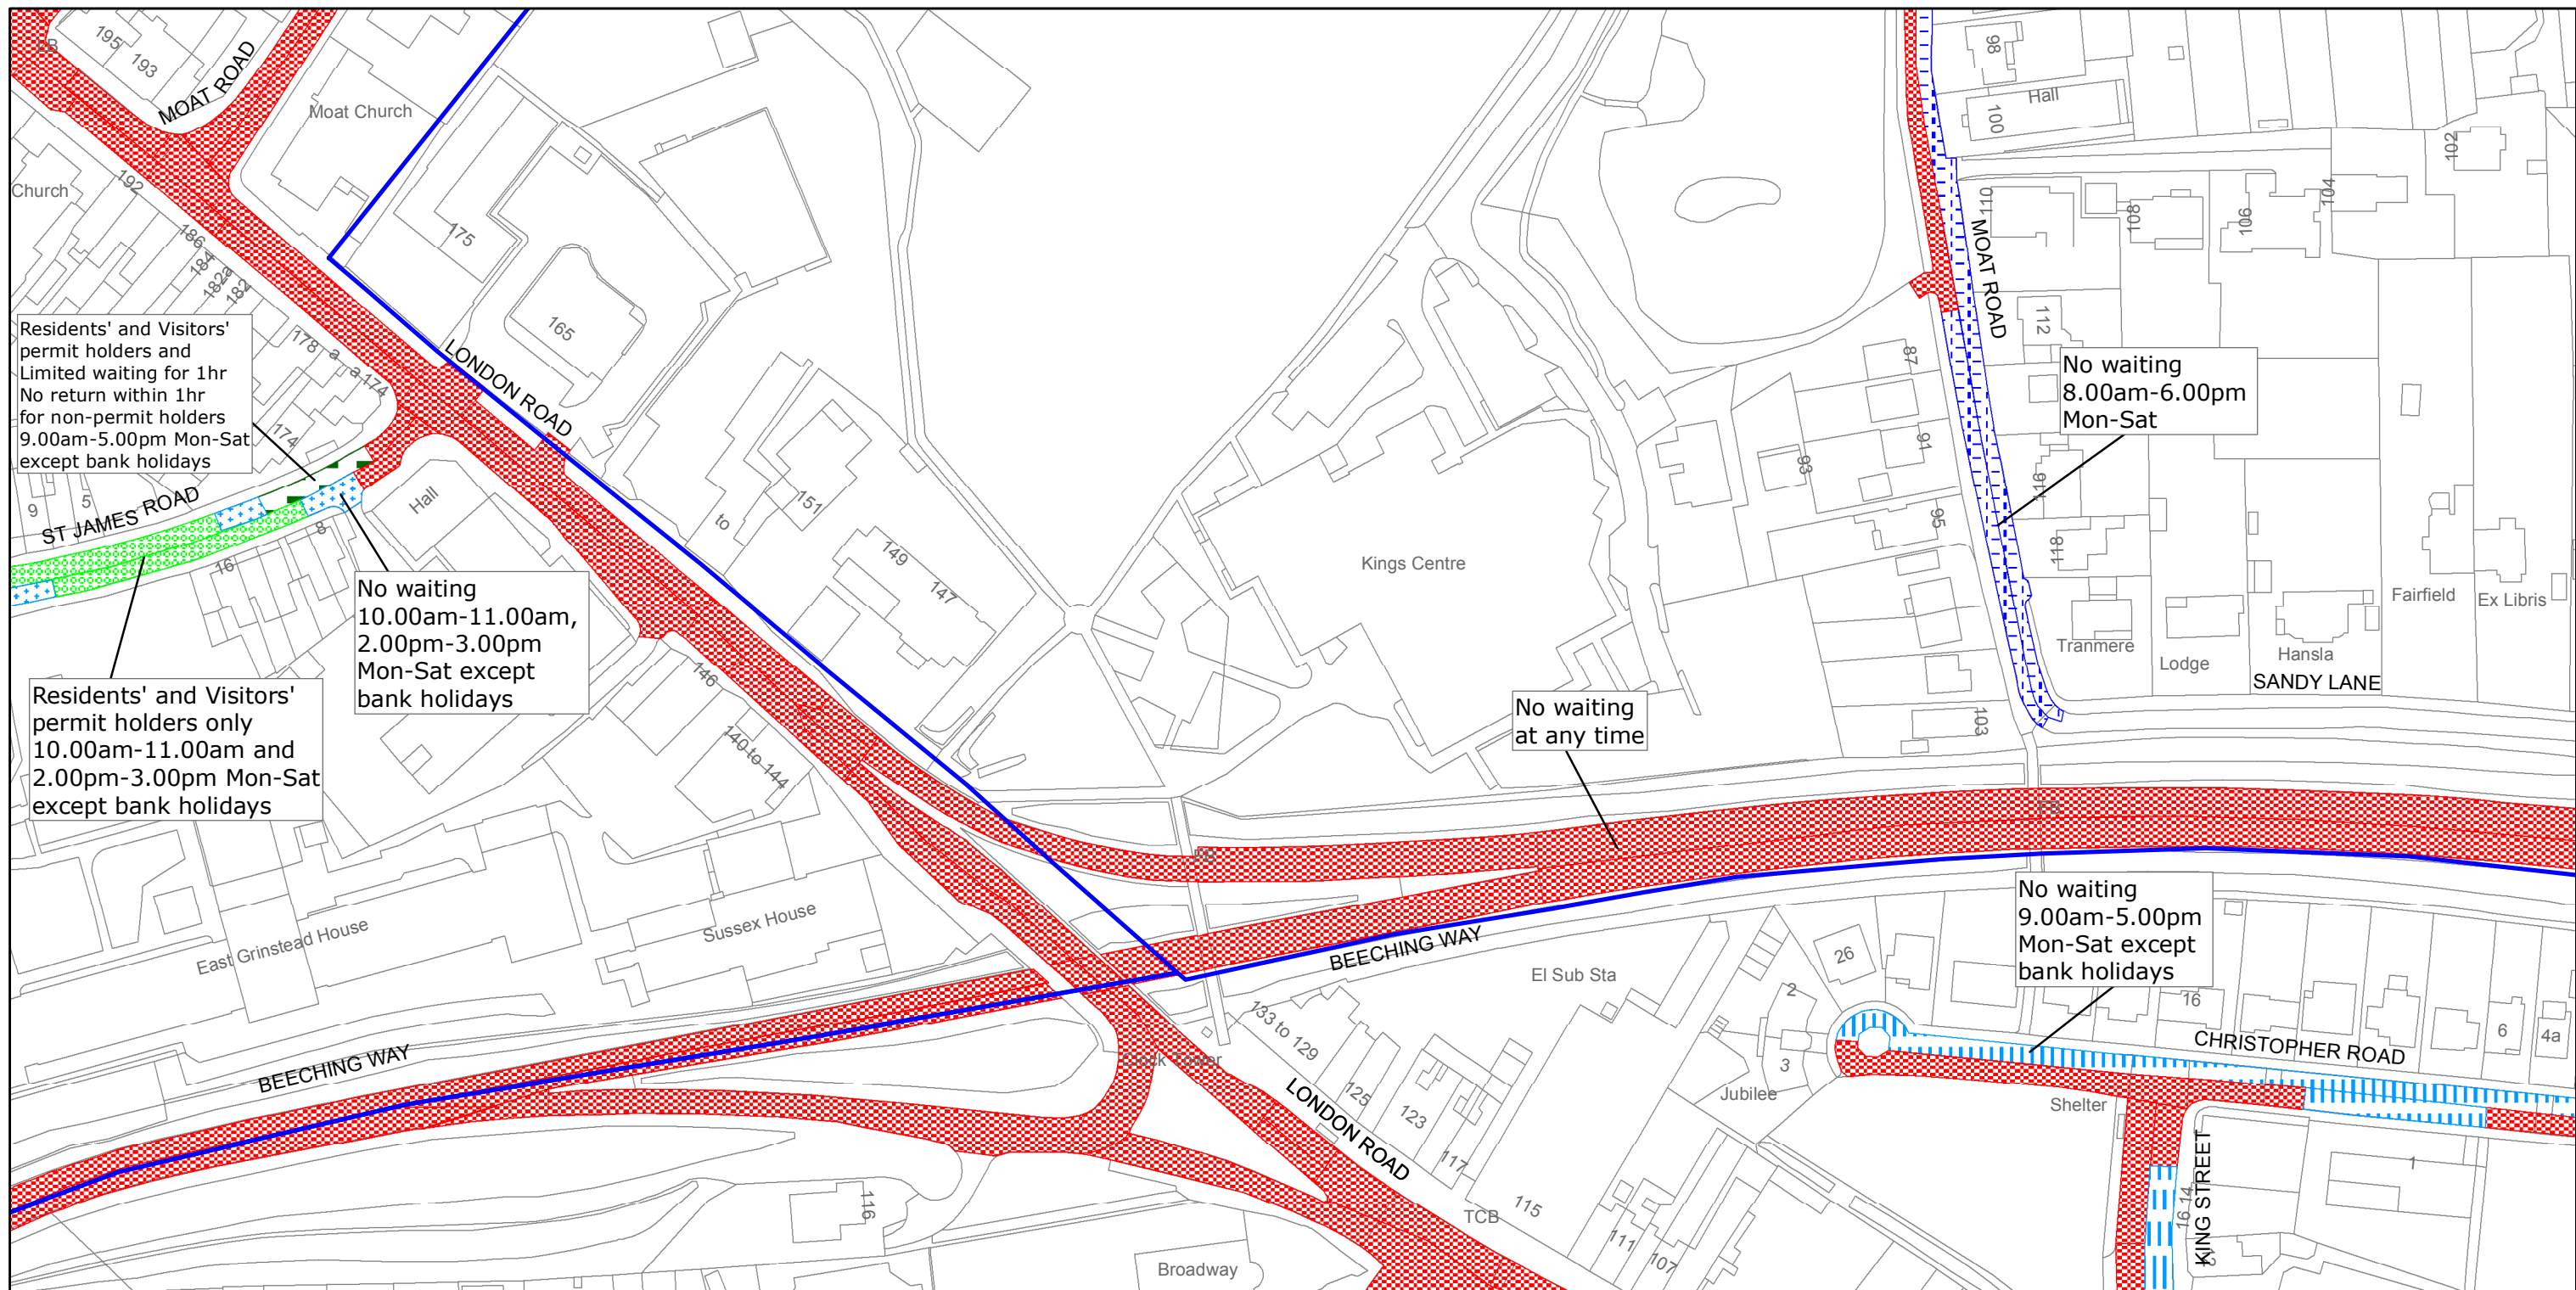 195
193
MOAT ROAD
Moat Church
Church
192
186
184
182a
182
178
a
a
174
174
175
165
LONDON ROAD
Residents' and Visitors'
permit holders and
Limited waiting for 1hr
No return within 1hr
for non-permit holders
9.00am-5.00pm Mon-Sat
except bank holidays
9
5
ST JAMES ROAD
Hall
8
16
No waiting
10.00am-11.00am,
2.00pm-3.00pm
Mon-Sat except
bank holidays
Residents' and Visitors'
permit holders only
10.00am-11.00am and
2.00pm-3.00pm Mon-Sat
except bank holidays
to
151
149
147
146
140 to 144
East Grinstead House
Sussex House
Kings Centre
98
Hall
100
102
110
108
106
104
MOAT ROAD
112
87
91
93
95
No waiting
8.00am-6.00pm
Mon-Sat
116
118
Tranmere
Lodge
Hansla
Fairfield
Ex Libris
SANDY LANE
103
No waiting
at any time
FB
FB
BEECHING WAY
BEECHING WAY
El Sub Sta
26
2
3
Jubilee
No waiting
9.00am-5.00pm
Mon-Sat except
bank holidays
16
6
4a
CHRISTOPHER ROAD
Shelter
KING STREET
16 14
12
1
Clock Tower
133 to 129
125
123
117
115
111
107
LONDON ROAD
TCB
116
Broadway